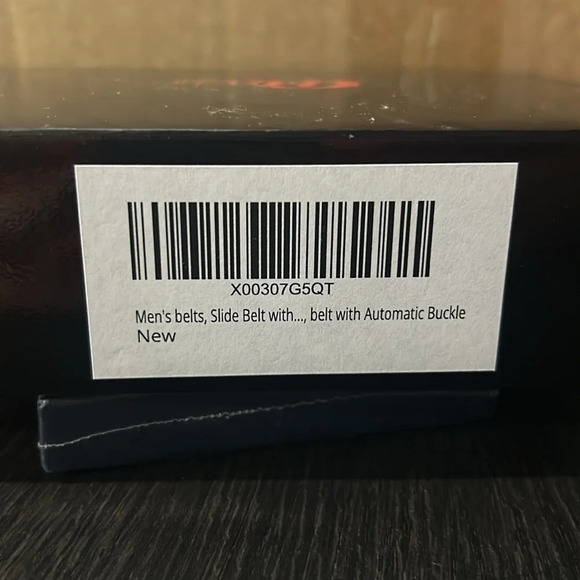 X00307G5QT
Men's belts, Slide Belt with..., belt with Automatic Buckle
New